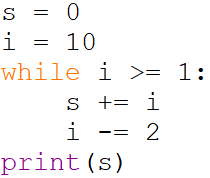 s = 0
i = 10
while i >= 1:
    s += i
    i -= 2
print(s)